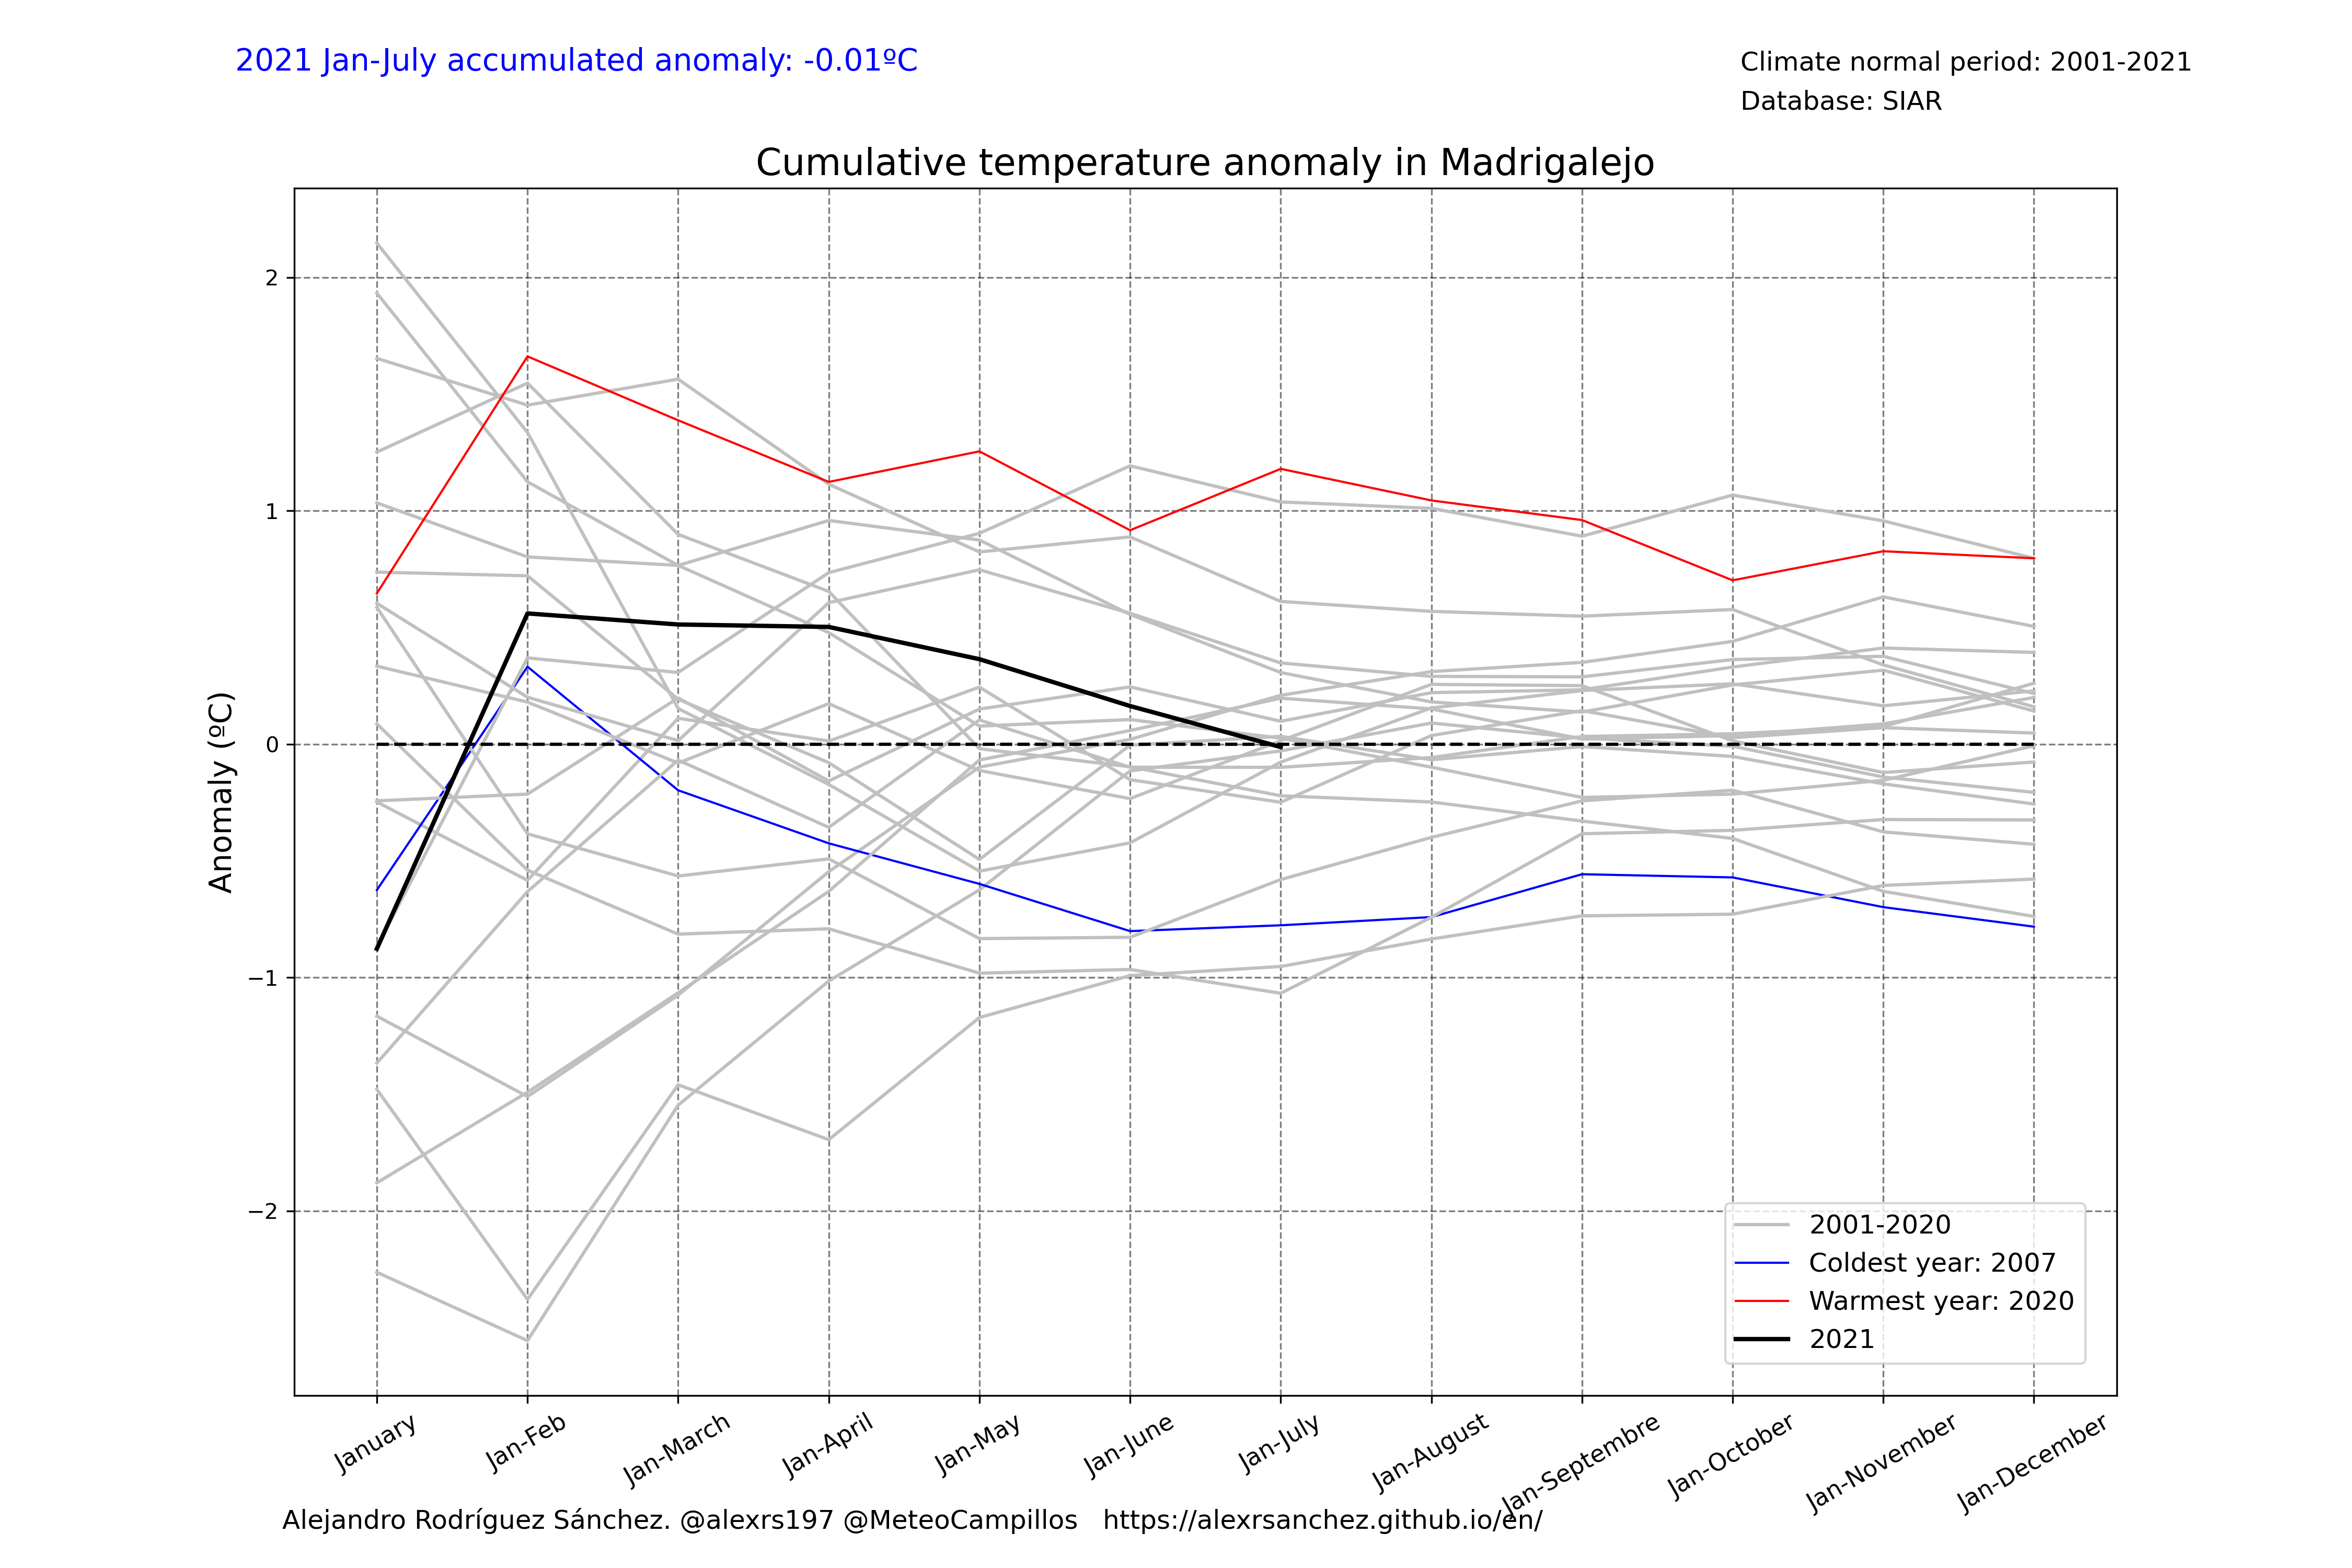 2021 Jan-July accumulated anomaly: -0.01ºC
Climate normal period: 2001-2021
Database: SIAR
Cumulative temperature anomaly in Madrigalejo
Anomaly (ºC)
2
1
0
−1
−2
2001-2020
Coldest year: 2007
Warmest year: 2020
2021
January
Jan-Feb
Jan-March
Jan-April
Jan-May
Jan-June
Jan-July
Jan-August
Jan-Septembre
Jan-October
Jan-November
Jan-December
Alejandro Rodríguez Sánchez. @alexrs197 @MeteoCampillos   https://alexrsanchez.github.io/en/